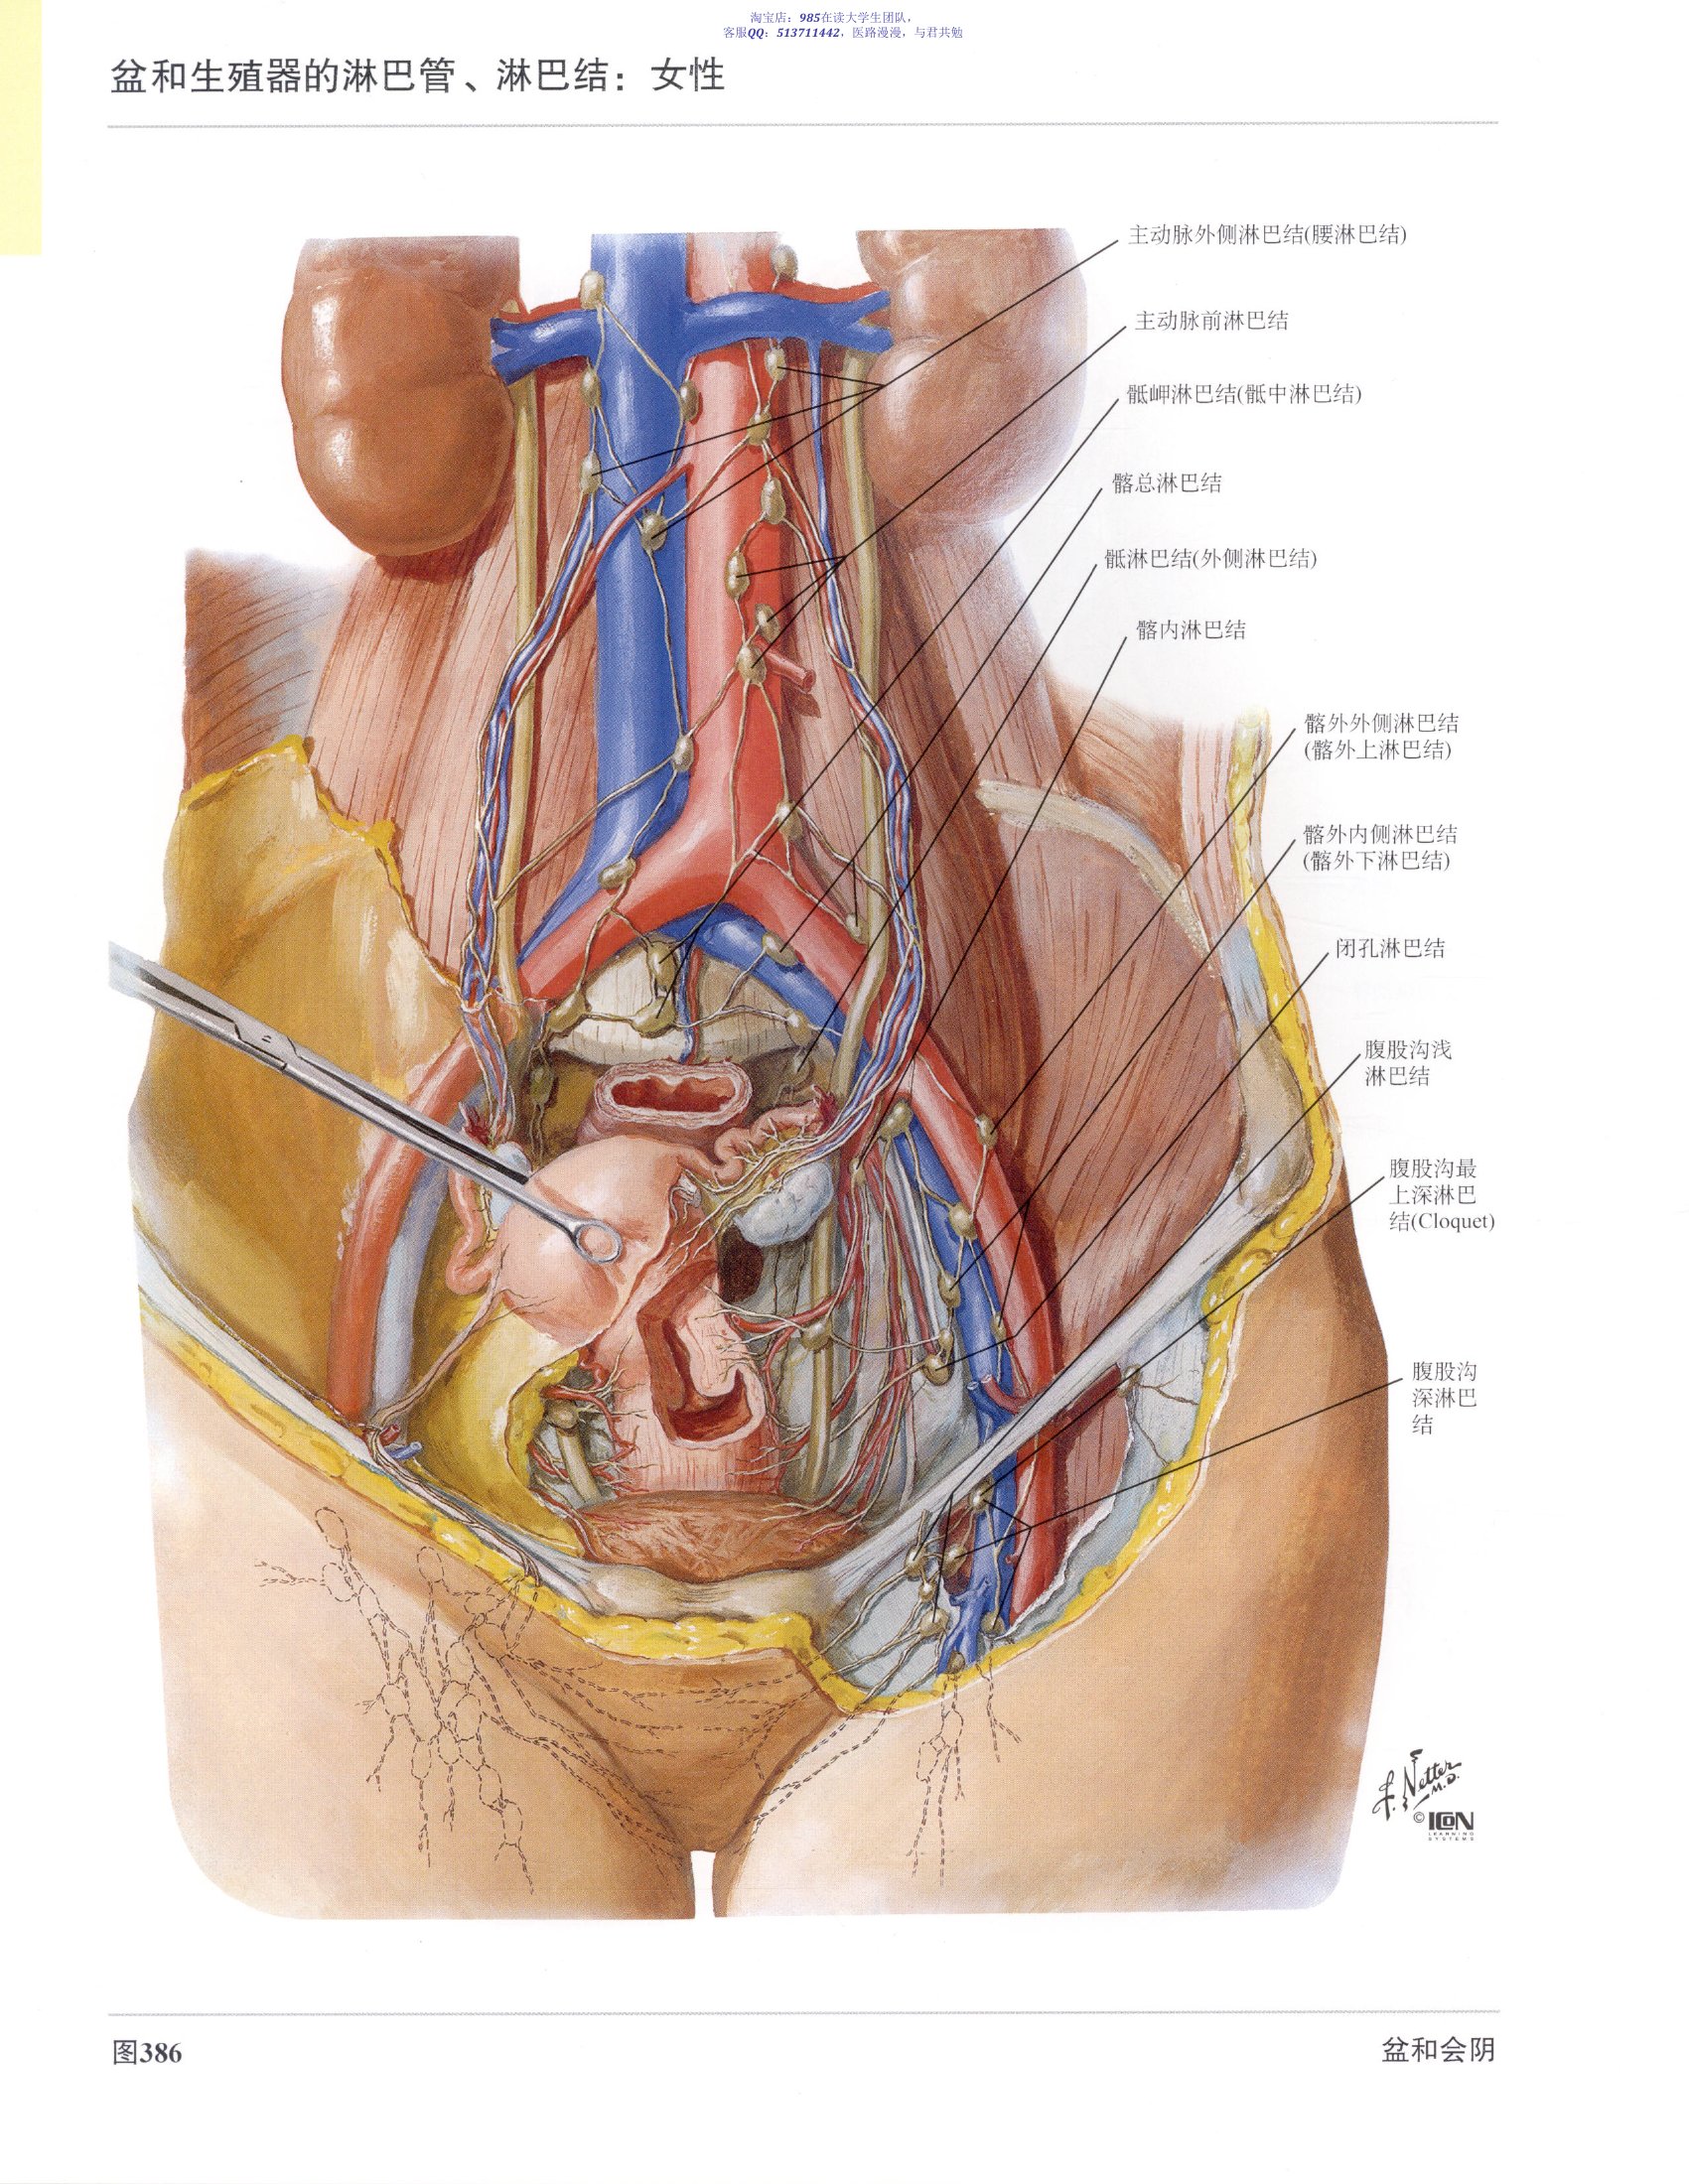 淘宝店：985在读大学生团队，
客服QQ：513711442，医路漫漫，与君共勉
盆和生殖器的淋巴管、淋巴结：女性
主动脉外侧淋巴结(腰淋巴结)
主动脉前淋巴结
骶岬淋巴结(骶中淋巴结)
髂总淋巴结
骶淋巴结(外侧淋巴结)
髂内淋巴结
髂外外侧淋巴结
(髂外上淋巴结)
髂外内侧淋巴结
(髂外下淋巴结)
闭孔淋巴结
腹股沟浅
淋巴结
腹股沟最
上深淋巴
结(Cloquet)
腹股沟
深淋巴
结
F. Netter
M.D.
© ICON
LEARNING
SYSTEMS
图386
盆和会阴